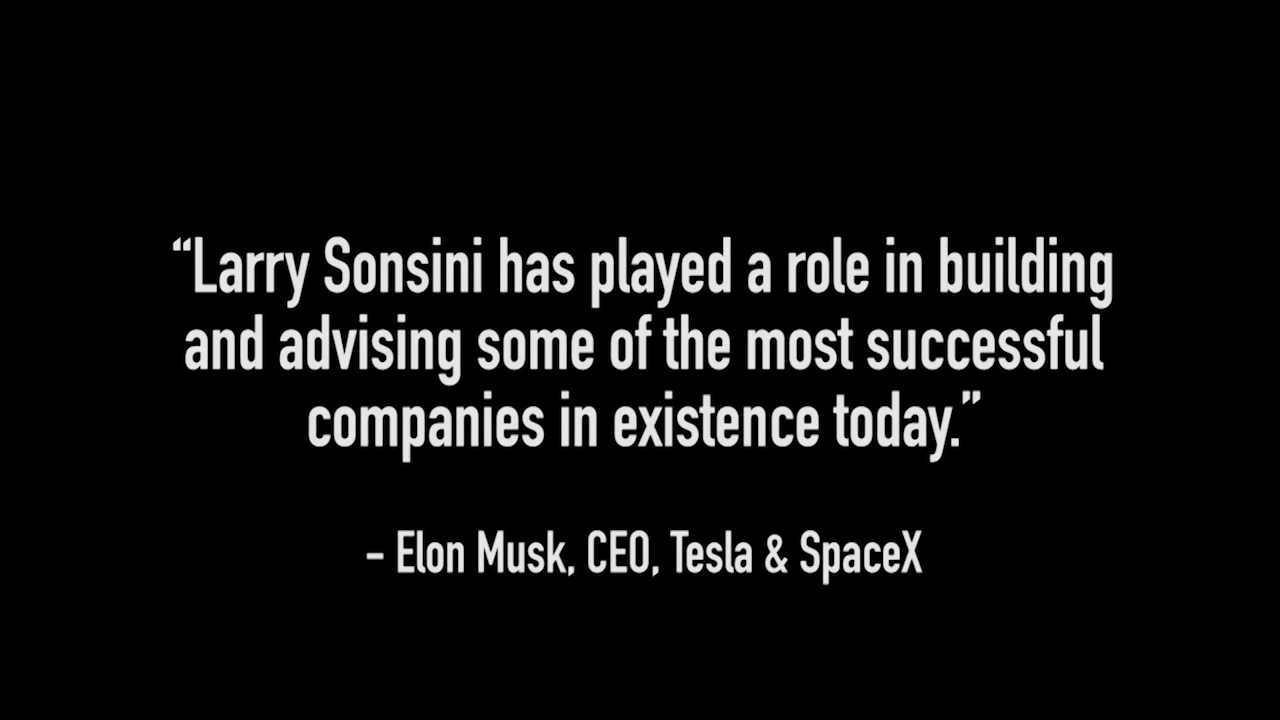 “Larry Sonsini has played a role in building
and advising some of the most successful
companies in existence today.”
– Elon Musk, CEO, Tesla & SpaceX